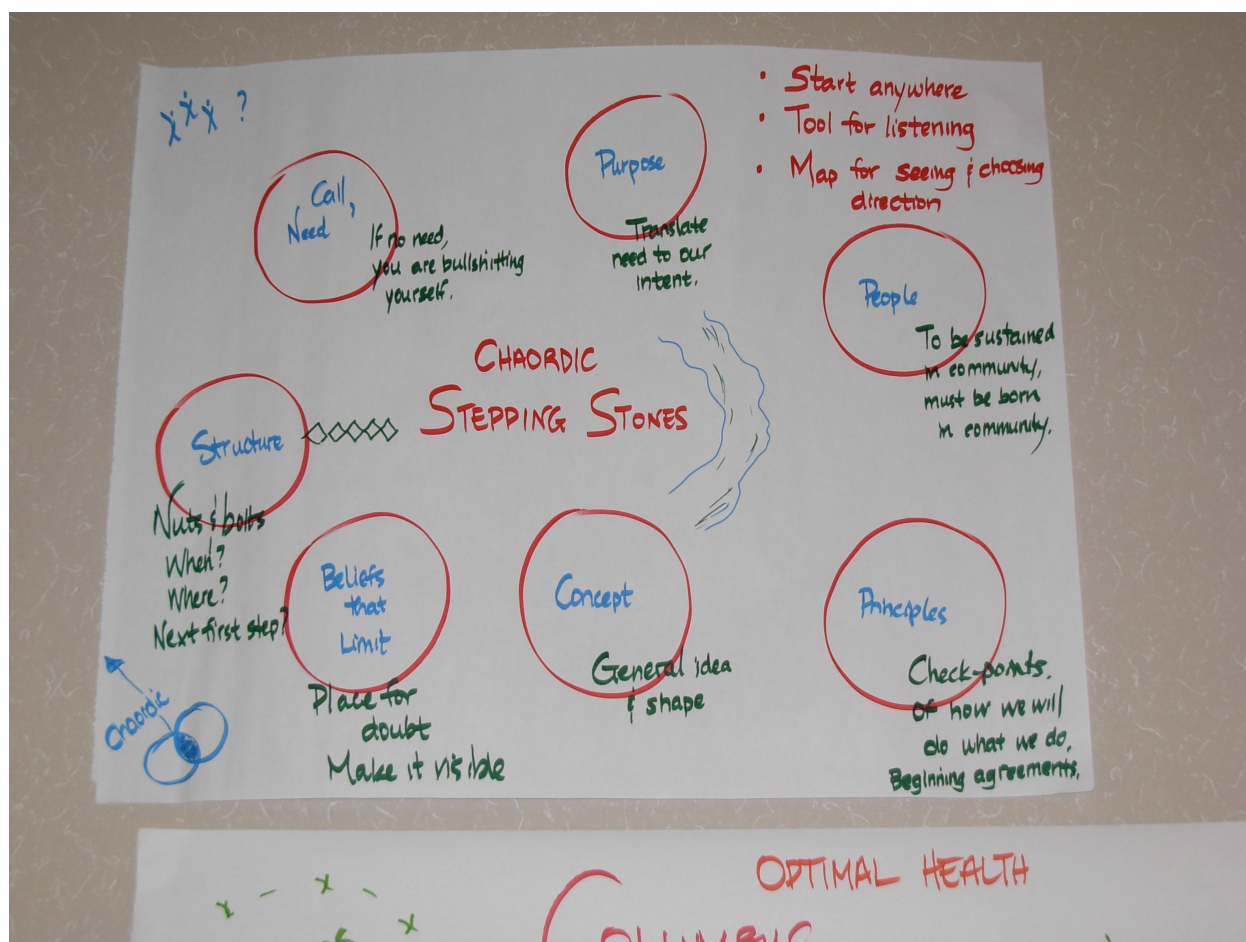 ?
Call,
Need
If no need,
you are bullshitting
yourself.
Purpose
Translate
need to our
intent.
• Start anywhere
• Tool for listening
• Map for seeing & choosing
direction
People
To be sustained
in community,
must be born
in community.
CHAORDIC
STEPPING STONES
Structure
Nuts & bolts
When?
Where?
Next first step?
Beliefs
that
Limit
Place for
doubt
Make it visible
Concept
General idea
& shape
Principles
Check-points.
of how we will
do what we do.
Beginning agreements.
Chaordic
OPTIMAL HEALTH